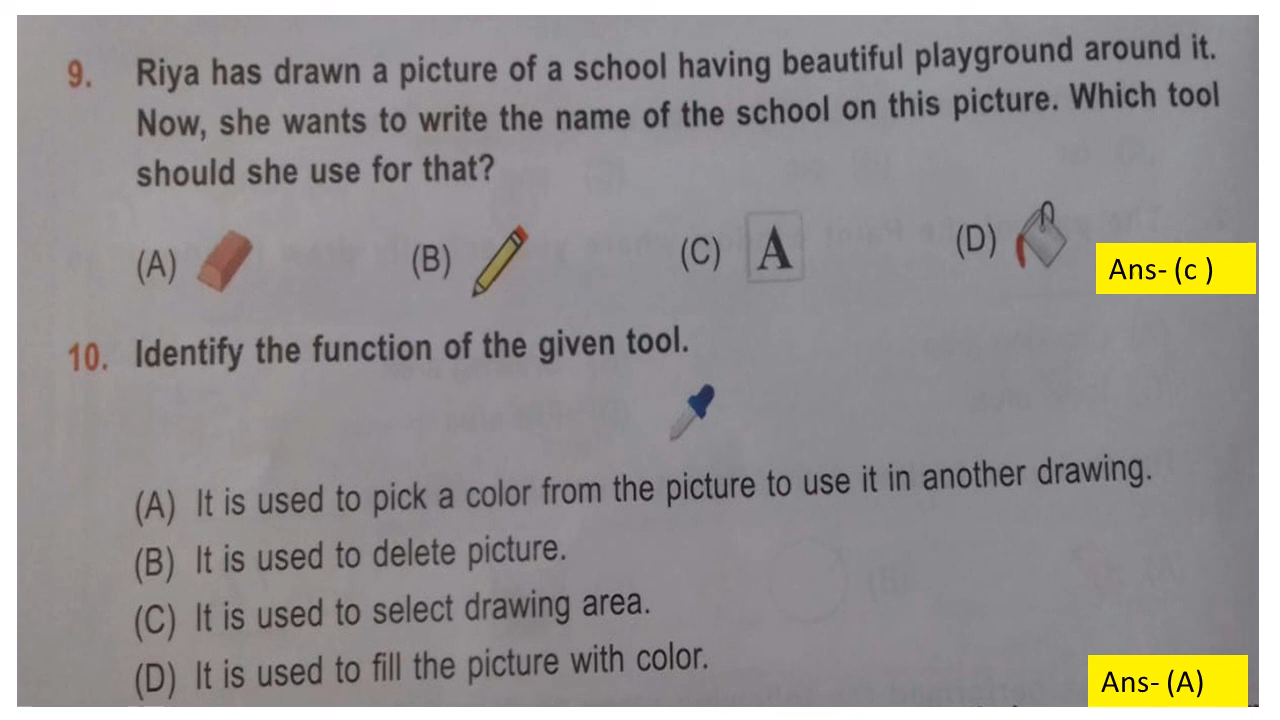 9. Riya has drawn a picture of a school having beautiful playground around it.
Now, she wants to write the name of the school on this picture. Which tool
should she use for that?
(A) (B) (C) A (D)
Ans- (c )
10. Identify the function of the given tool.
(A) It is used to pick a color from the picture to use it in another drawing.
(B) It is used to delete picture.
(C) It is used to select drawing area.
(D) It is used to fill the picture with color.
Ans- (A)